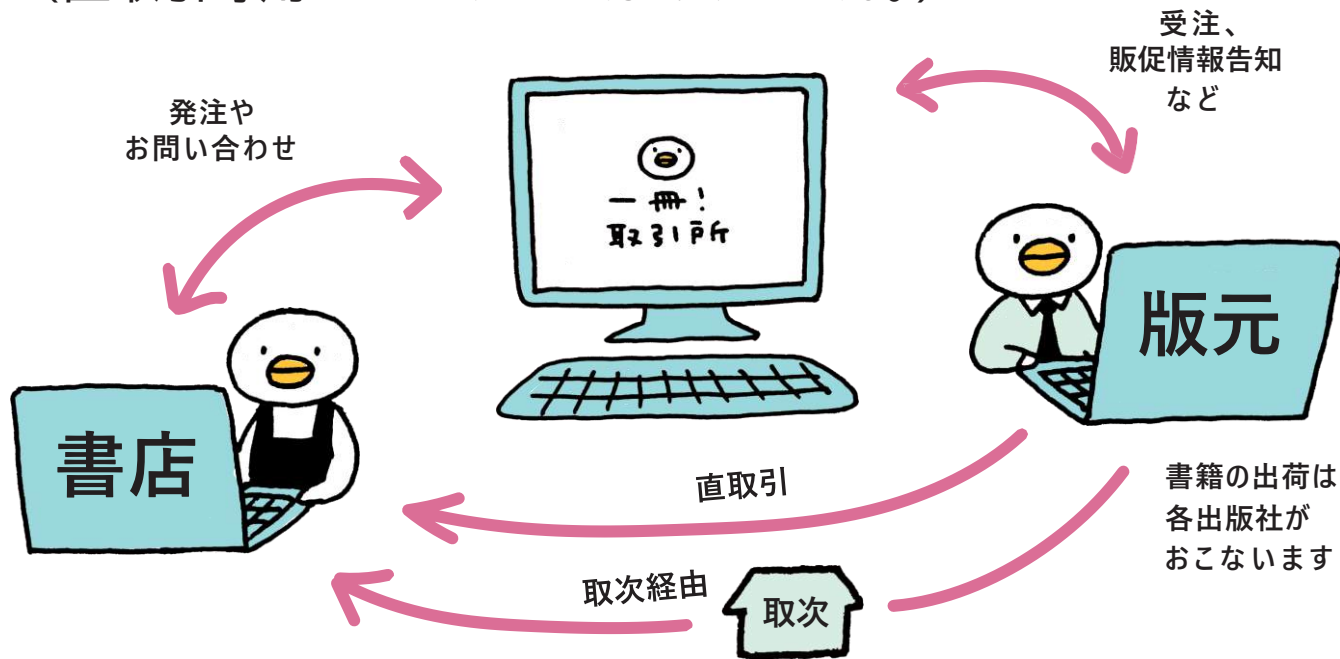 受注、
販促情報告知
など
発注や
お問い合わせ
一冊!
取引所
版元
書店
直取引
書籍の出荷は
各出版社が
おこないます
取次経由
取次